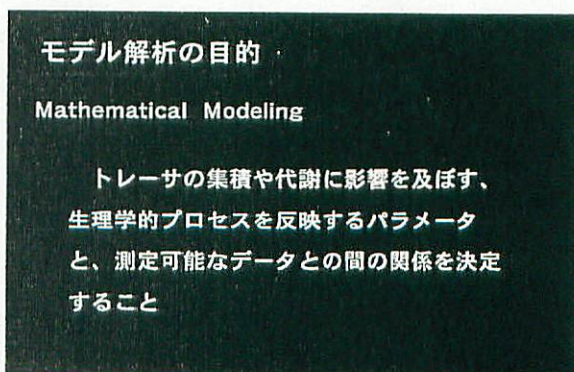 モデル解析の目的
Mathematical Modeling
トレーサの集積や代謝に影響を及ぼす、
生理学的プロセスを反映するパラメータ
と、測定可能なデータとの間の関係を決定
すること